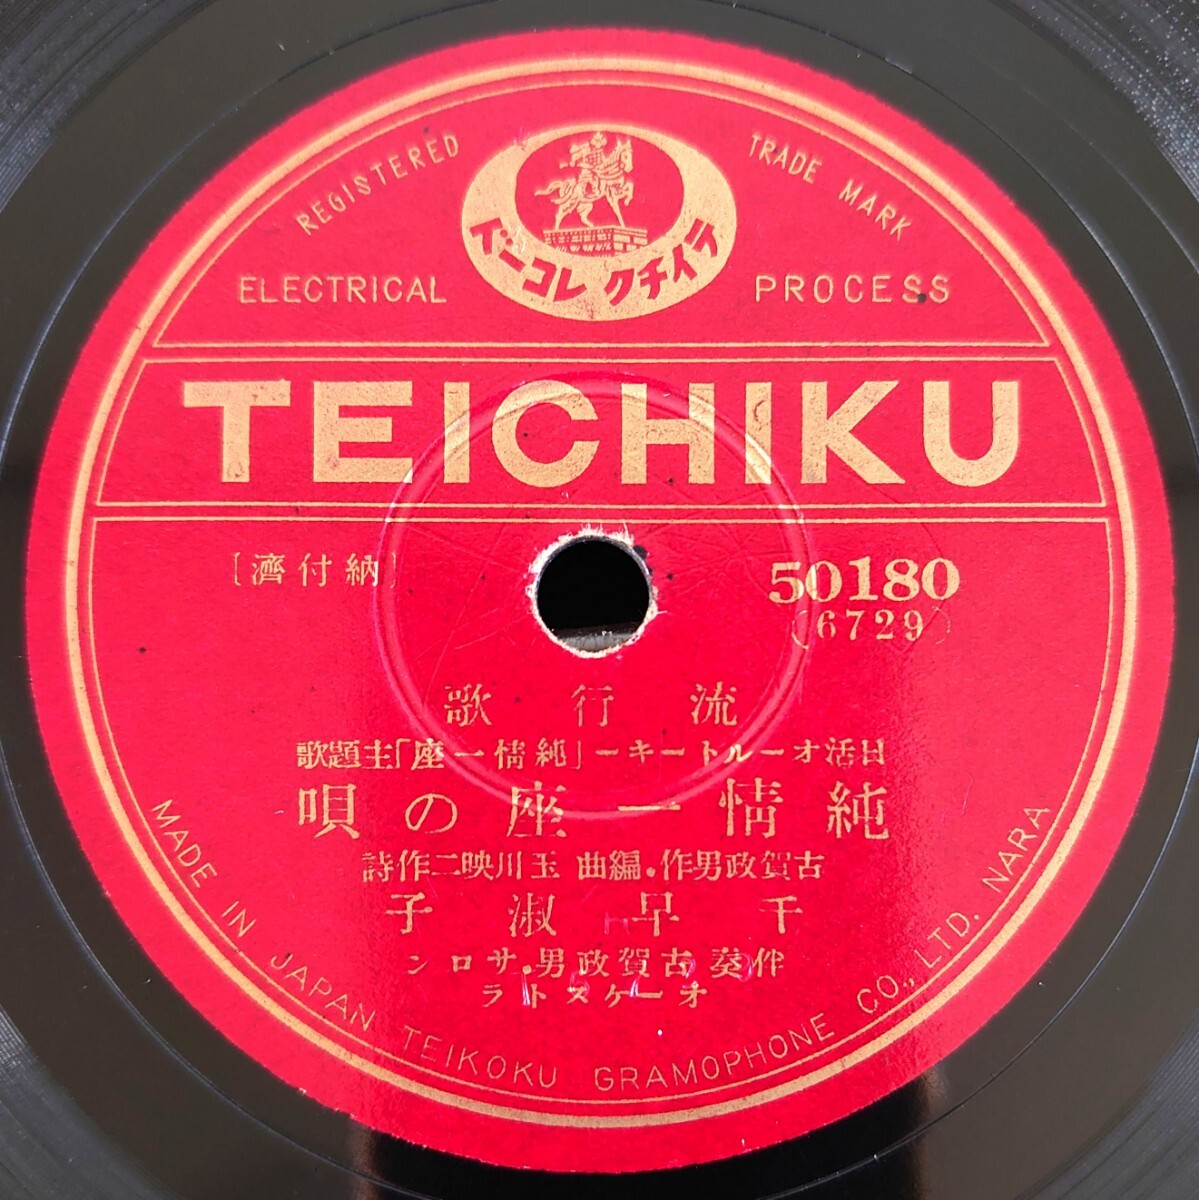 REGISTERED TRADE MARK
テイチクレコード
ELECTRICAL PROCESS
TEICHIKU
[納付濟]
50180
(6729)
流行歌
日活オールトーキー「純情一座」主題歌
純情一座の唄
古賀政男作・編曲 玉川映二作詩
千早淑子
伴奏 古賀政男・サロン
オーケストラ
MADE IN JAPAN TEIKOKU GRAMOPHONE CO., LTD. NARA